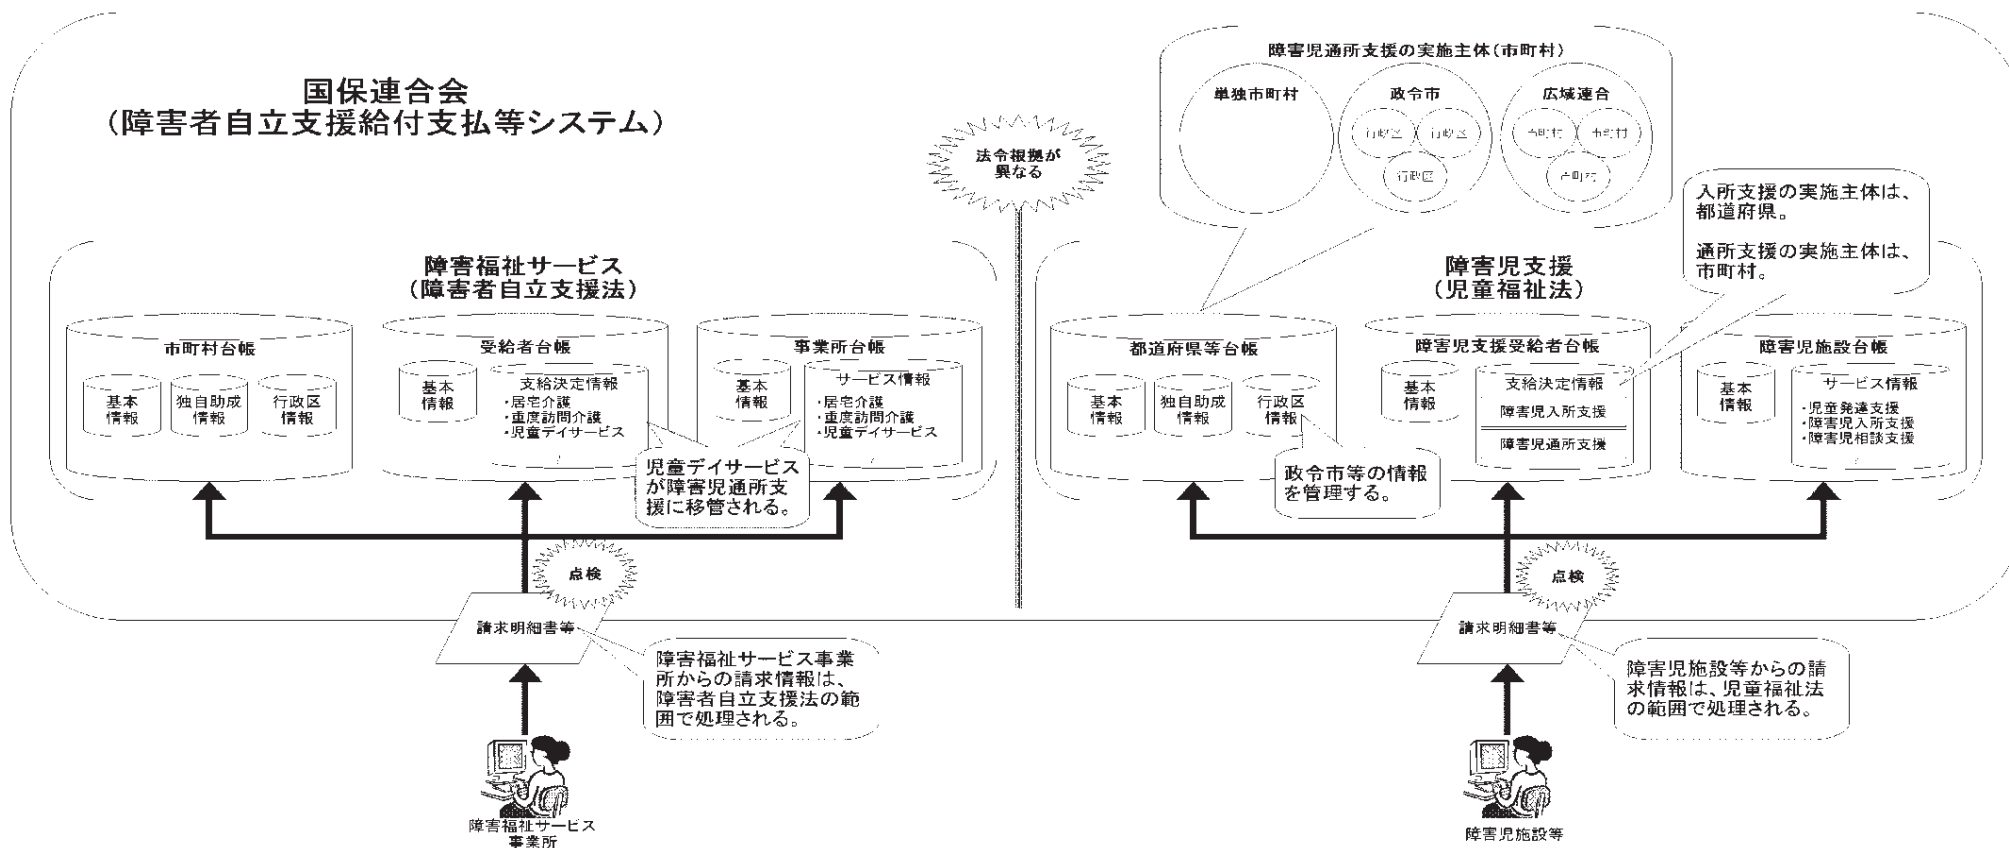 国保連合会
（障害者自立支援給付支払等システム）
法令根拠が
異なる
障害児通所支援の実施主体（市町村）
単独市町村
政令市
行政区
行政区
行政区
広域連合
市町村
市町村
市町村
入所支援の実施主体は、
都道府県。
通所支援の実施主体は、
市町村。
障害福祉サービス
（障害者自立支援法）
市町村台帳
基本
情報
独自助成
情報
行政区
情報
受給者台帳
基本
情報
支給決定情報
・居宅介護
・重度訪問介護
・児童デイサービス
事業所台帳
基本
情報
サービス情報
・居宅介護
・重度訪問介護
・児童デイサービス
児童デイサービス
が障害児通所支
援に移管される。
点検
請求明細書等
障害福祉サービス事業
所からの請求情報は、
障害者自立支援法の範
囲で処理される。
障害福祉サービス
事業所
障害児支援
（児童福祉法）
都道府県等台帳
基本
情報
独自助成
情報
行政区
情報
政令市等の情報
を管理する。
障害児支援受給者台帳
基本
情報
支給決定情報
障害児入所支援
障害児通所支援
障害児施設台帳
基本
情報
サービス情報
・児童発達支援
・障害児入所支援
・障害児相談支援
点検
請求明細書等
障害児施設等からの請
求情報は、児童福祉法
の範囲で処理される。
障害児施設等